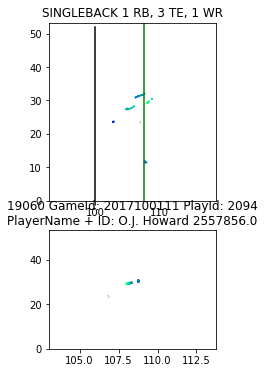 SINGLEBACK 1 RB, 3 TE, 1 WR
50
40
30
20
10
0
100 110
19060 GameId: 2017100111 PlayId: 2094
PlayerName + ID: O.J. Howard 2557856.0
40
20
0
105.0 107.5 110.0 112.5